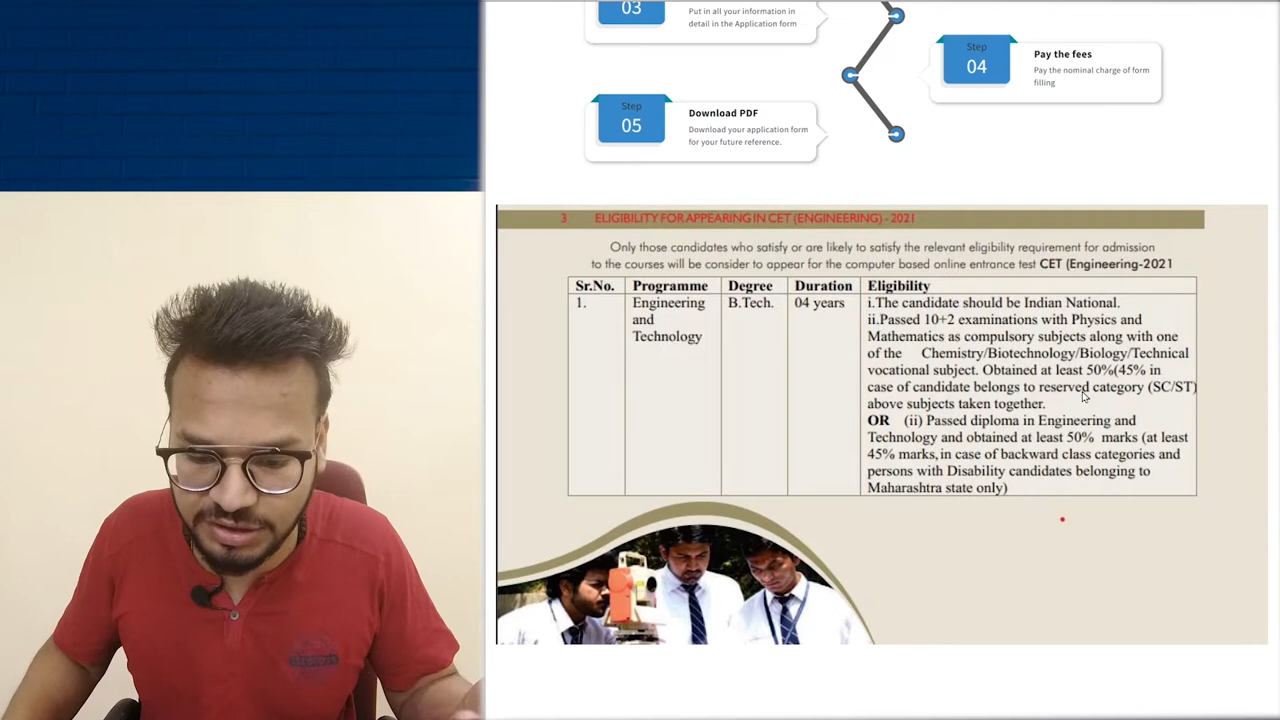 03
Put in all your information in
detail in the Application form
Step
04
Pay the fees
Pay the nominal charge of form
filling
Step
05
Download PDF
Download your application form
for your future reference.
3 ELIGIBILITY FOR APPEARING IN CET (ENGINEERING) - 2021
Only those candidates who satisfy or are likely to satisfy the relevant eligibility requirement for admission
to the courses will be consider to appear for the computer based online entrance test CET (Engineering-2021
Sr.No. Programme Degree Duration Eligibility
1.
Engineering
and
Technology
B.Tech.
04 years
i.The candidate should be Indian National.
ii.Passed 10+2 examinations with Physics and
Mathematics as compulsory subjects along with one
of the Chemistry/Biotechnology/Biology/Technical
vocational subject. Obtained at least 50%(45% in
case of candidate belongs to reserved category (SC/ST)
above subjects taken together.
OR (ii) Passed diploma in Engineering and
Technology and obtained at least 50% marks (at least
45% marks, in case of backward class categories and
persons with Disability candidates belonging to
Maharashtra state only)